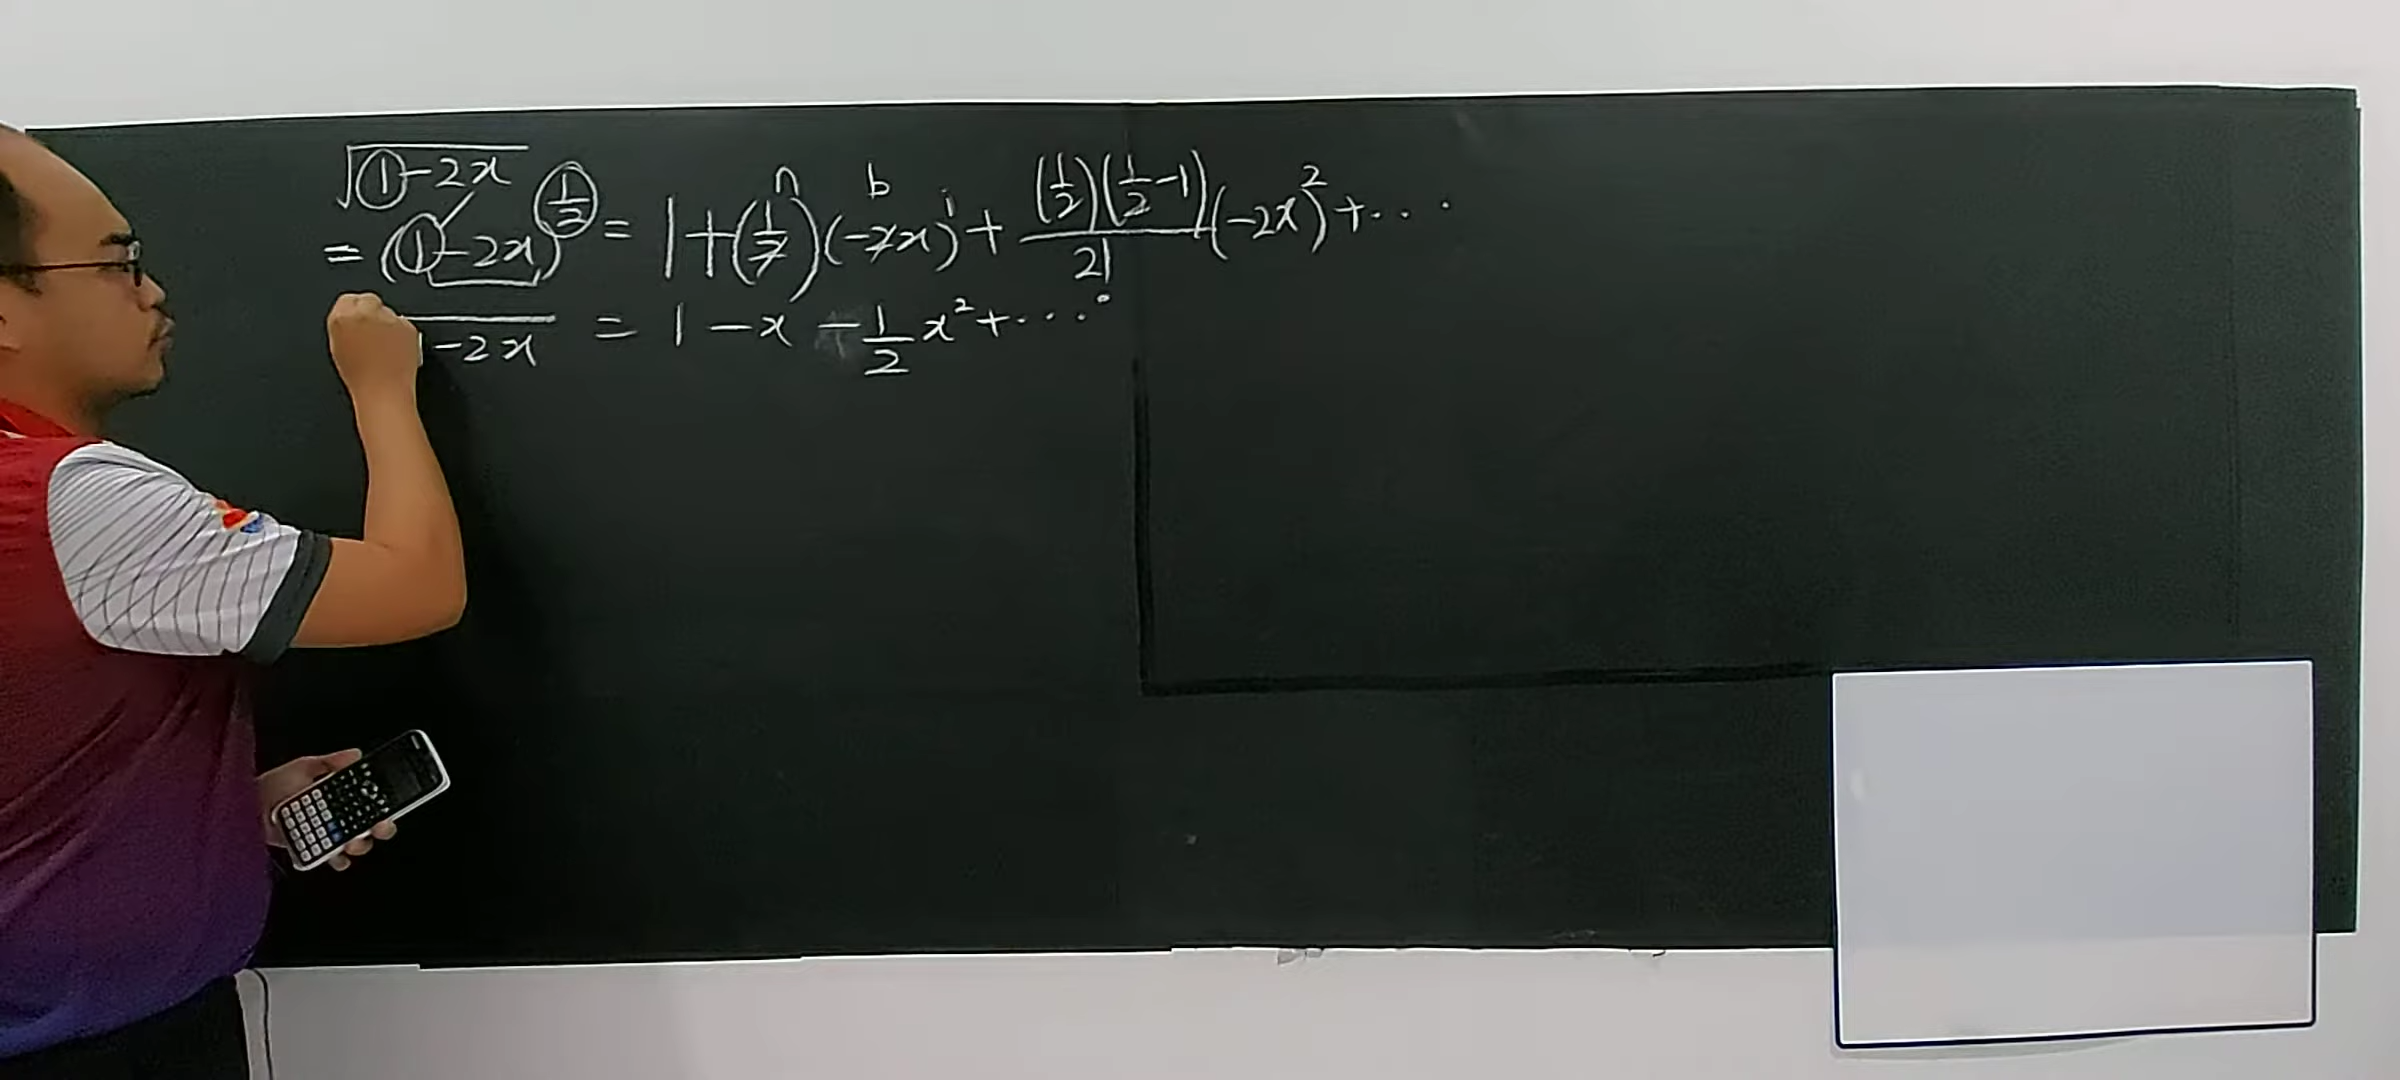 √(1-2x)
= (1-2x)^(1/2) = 1+(1/2)(-2x)^1+((1/2)(1/2-1))/2!(-2x)^2+...
n b
1-2x = 1-x-1/2x^2+...